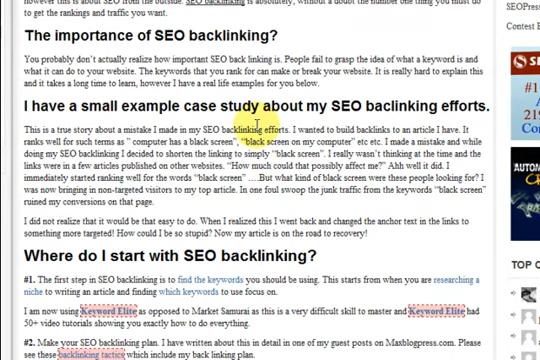 however this is about SEO from the outside. SEO backlinking is absolutely, without a doubt the number one thing you must do
to get the rankings and traffic you want.
SEOPres
Contest E
The importance of SEO backlinking?
You probably don't actually realize how important SEO back linking is. People fail to grasp the idea of what a keyword is and
what it can do to your website. The keywords that you rank for can make or break your website. It is really hard to explain this
and it takes a long time to learn, however I have a real life examples for you below.
I have a small example case study about my SEO baclinking efforts.
This is a true story about a mistake I made in my SEO backlinking efforts. I wanted to build backlinks to an article I have. It
ranks well for such terms as " computer has a black screen", "black screen on my computer" etc etc. I made a mistake and while
doing my SEO backlinking I decided to shorten the linking to simply "black screen". I really wasn't thinking at the time and the
links were in a few articles published on other websites. "How much could that possibly affect me?" Ahh well it did. I
immediately started ranking well for the words "black screen" ….But what kind of black screen were these people looking for? I
was now bringing in non-targeted visitors to my top article. In one foul swoop the junk traffic from the keywords "black screen"
ruined my conversions on that page.
I did not realize that it would be that easy to do. When I realized this I went back and changed the anchor text in the links to
something more targeted! How could I be so stupid? Now my article is on the road to recovery!
Where do I start with SEO backlinking?
#1. The first step in SEO backlinking is to find the keywords you should be using. This starts from when you are researching a
niche to writing an article and finding which keywords to use focus on.
I am now using Keyword Elite as opposed to Market Samurai as this is a very difficult skill to master and Keyword Elite had
50+ video tutorials showing you exactly how to do everything.
#2. Make your SEO backlinking plan. I have written about this in detail in one of my guest posts on Maxblogpress.com. Please
see these backlinking tactics which include my back linking plan.
#1
A
219
Co
AUTOM
TOP C